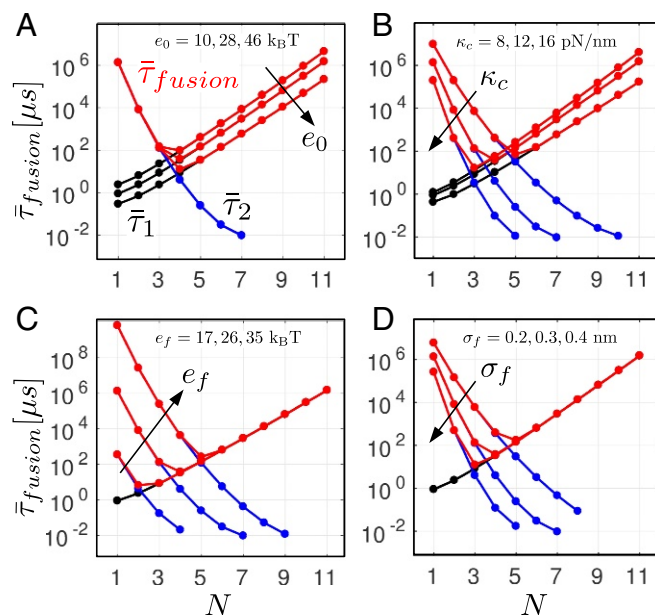 A
e₀ = 10, 28, 46 k_BT
τ̄_fusion
e₀
τ̄₁
τ̄₂
τ̄_fusion [μs]
10⁶
10⁴
10²
10⁰
10⁻²
1 3 5 7 9 11
B
κ_c = 8, 12, 16 pN/nm
κ_c
10⁶
10⁴
10²
10⁰
10⁻²
1 3 5 7 9 11
C
e_f = 17, 26, 35 k_BT
e_f
τ̄_fusion [μs]
10⁸
10⁶
10⁴
10²
10⁰
10⁻²
1 3 5 7 9 11
N
D
σ_f = 0.2, 0.3, 0.4 nm
σ_f
10⁶
10⁴
10²
10⁰
10⁻²
1 3 5 7 9 11
N